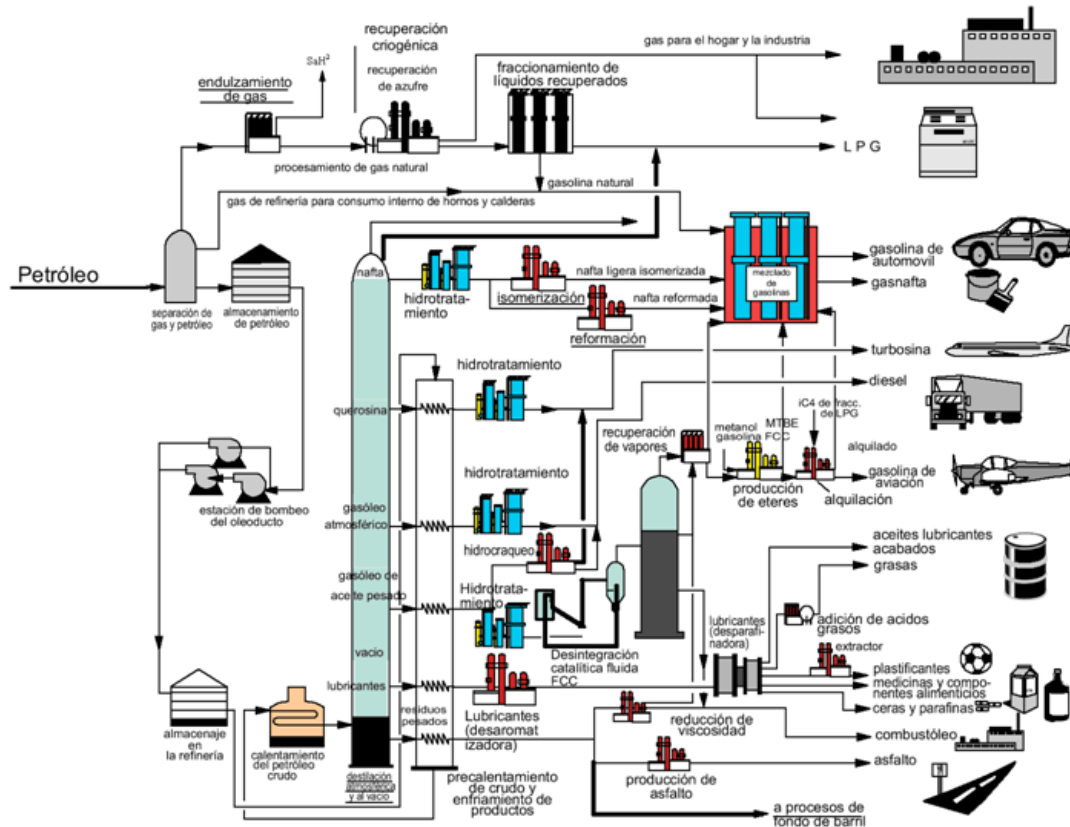 recuperación
criogénica
gas para el hogar y la industria
SaH²
recuperación
de azufre
fraccionamiento de
líquidos recuperados
endulzamiento
de gas
L P G
procesamiento de gas natural
gasolina natural
gas de refinería para consumo interno de hornos y calderas
Petróleo
nafta
hidrotrata-
miento
isomerización
nafta ligera isomerizada
nafta reformada
reformación
mezclado
de
gasolinas
gasolina de
automovil
gasnafta
separación de
gas y petróleo
almacenamiento
de petróleo
turbosina
diesel
hidrotratamiento
querosina
iC4 de fracc.
de LPG
recuperación
de vapores
metanol
gasolina
MTBE
FCC
alquilado
producción
de eteres
alquilación
gasolina de
aviación
estación de bombeo
del oleoducto
hidrotratamiento
gasóleo
atmosférico
hidrocraqueo
aceites lubricantes
acabados
grasas
gasóleo de
aceite pesado
Hidrotrata-
miento
adición de acidos
grasos
lubricantes
(desparafi-
nadora)
extractor
Desintegración
catalítica fluida
FCC
vacio
lubricantes
plastificantes
medicinas y compo-
nentes alimenticios
ceras y parafinas
residuos
pesados
Lubricantes
(desaromat
izadora)
reducción de
viscosidad
combustóleo
almacenaje
en
la refinería
calentamiento
del petróleo
crudo
destilación
atmosférica
y al vacio
precalentamiento
de crudo y
enfriamiento de
productos
producción de
asfalto
asfalto
a procesos de
fondo de barril